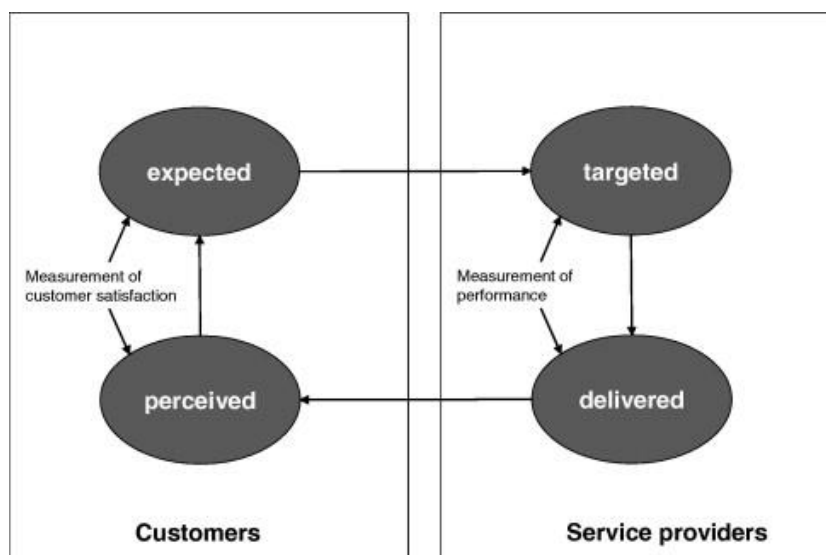 expected
targeted
Measurement of
customer satisfaction
Measurement of
performance
perceived
delivered
Customers
Service providers